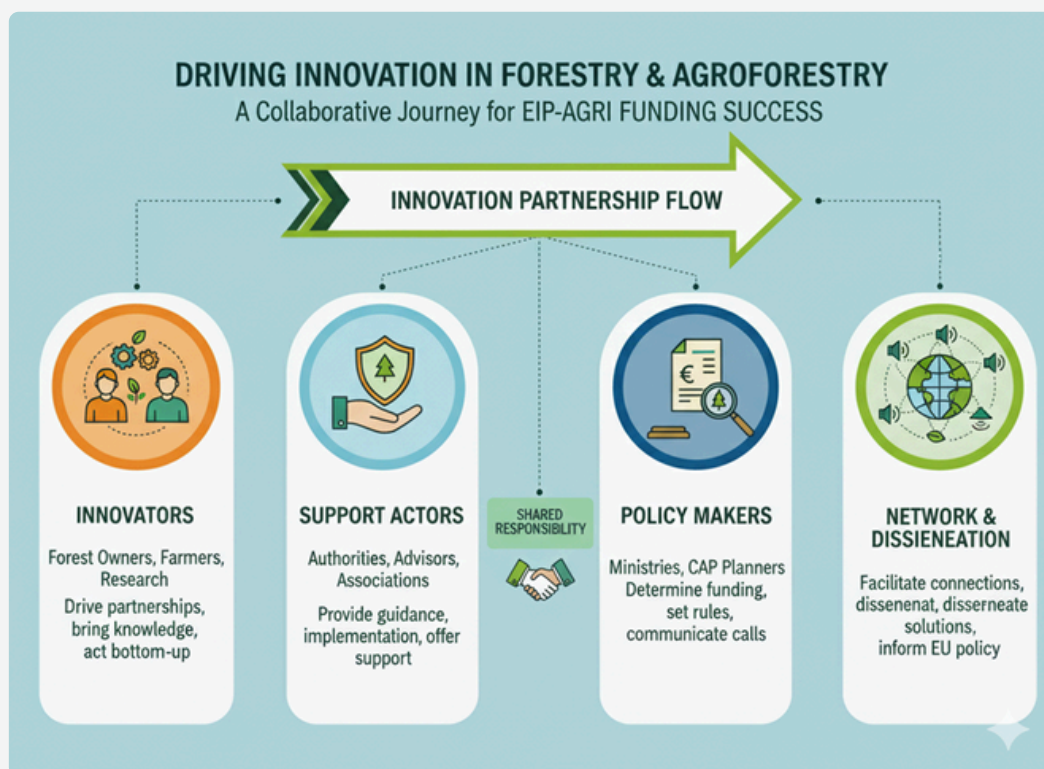 DRIVING INNOVATION IN FORESTRY & AGROFORESTRY
A Collaborative Journey for EIP-AGRI FUNDING SUCCESS
INNOVATION PARTNERSHIP FLOW
INNOVATORS
Forest Owners, Farmers,
Research
Drive partnerships,
bring knowledge,
act bottom-up
SUPPORT ACTORS
Authorities, Advisors,
Associations
Provide guidance,
implementation, offer
support
SHARED
RESPONSIBLITY
€
POLICY MAKERS
Ministries, CAP Planners
Determine funding,
set rules,
communicate calls
NETWORK &
DISSIENEATION
Facilitate connections,
dissenenat, disserneate
solutions,
inform EU policy